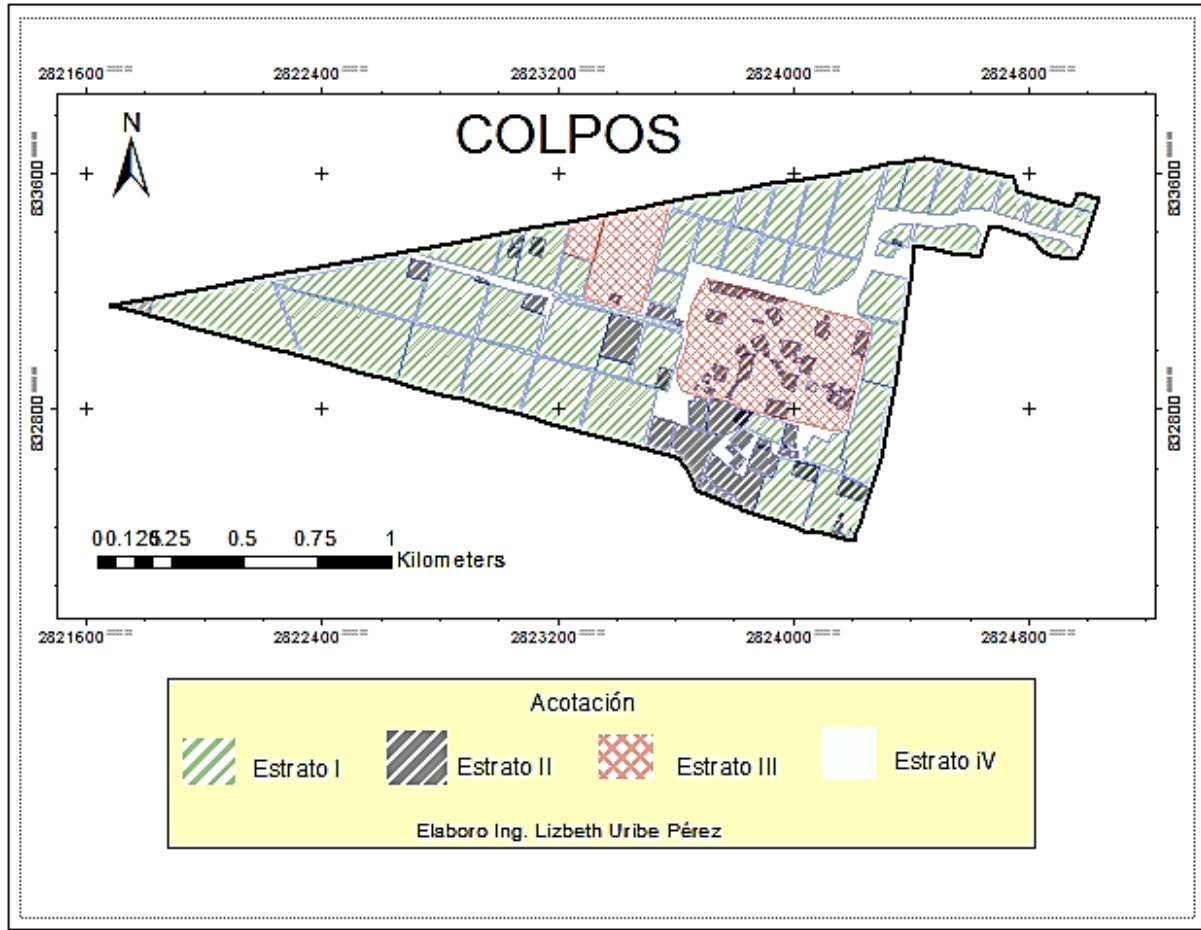 2821600 2822400 2823200 2824000 2824800
N
COLPOS
833600 833600
832800 832800
0 0.125 0.25 0.5 0.75 1
Kilometers
2821600 2822400 2823200 2824000 2824800
Acotación
Estrato I Estrato II Estrato III Estrato iV
Elaboro Ing. Lizbeth Uribe Pérez